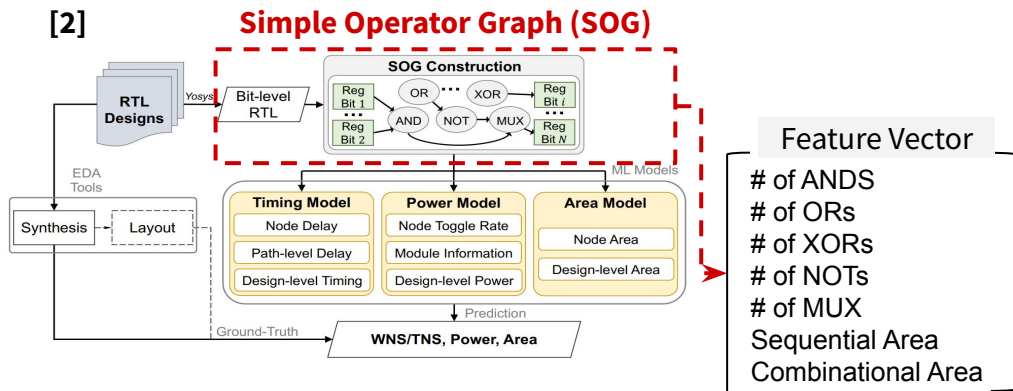 [2]
Simple Operator Graph (SOG)
RTL
Designs
Yosys
Bit-level
RTL
SOG Construction
Reg
Bit 1
Reg
Bit 2
OR
XOR
AND
NOT
MUX
Reg
Bit i
Reg
Bit N
EDA
Tools
Synthesis
Layout
ML Models
Timing Model
Node Delay
Path-level Delay
Design-level Timing
Power Model
Node Toggle Rate
Module Information
Design-level Power
Area Model
Node Area
Design-level Area
Prediction
Ground-Truth
WNS/TNS, Power, Area
Feature Vector
# of ANDS
# of ORs
# of XORs
# of NOTs
# of MUX
Sequential Area
Combinational Area